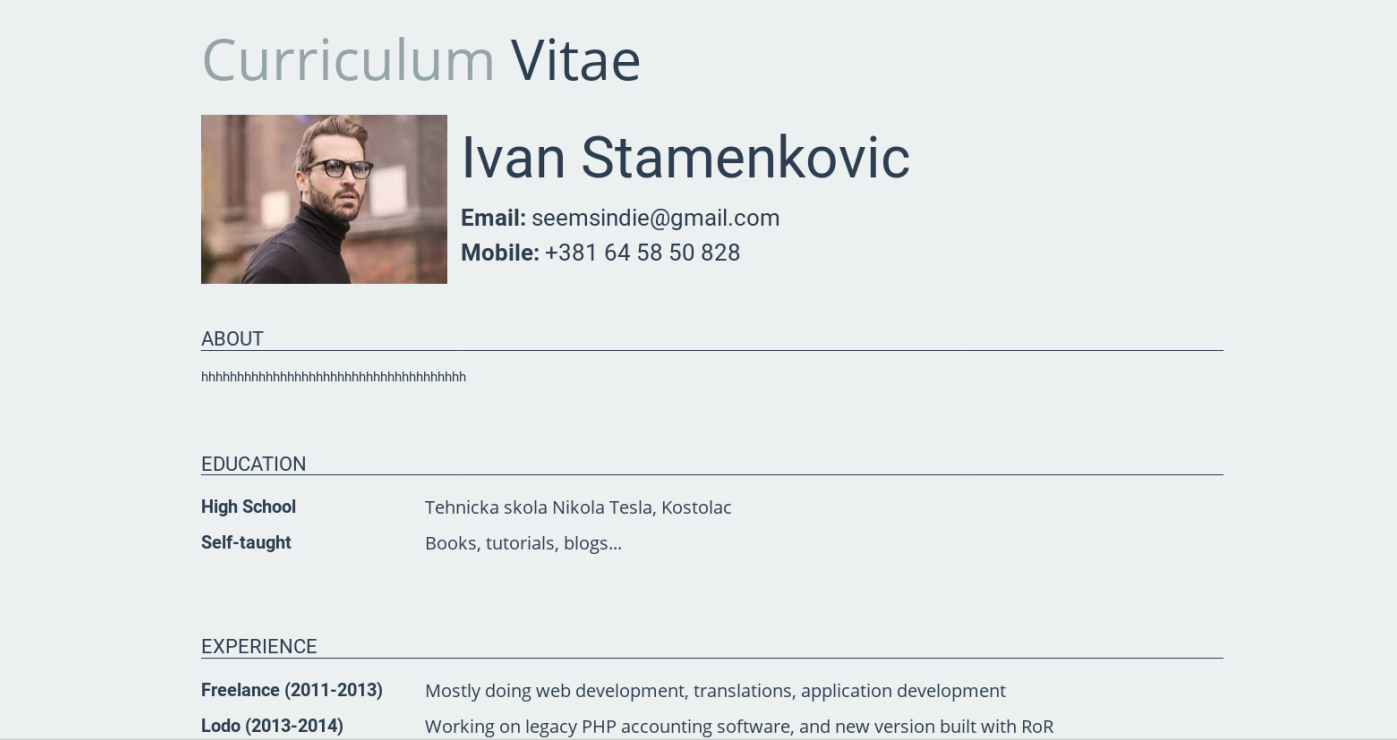 Curriculum Vitae
Ivan Stamenkovic
Email: seemsindie@gmail.com
Mobile: +381 64 58 50 828
ABOUT
hhhhhhhhhhhhhhhhhhhhhhhhhhhhhhhhhhhhh
EDUCATION
High School Tehnicka skola Nikola Tesla, Kostolac
Self-taught Books, tutorials, blogs...
EXPERIENCE
Freelance (2011-2013) Mostly doing web development, translations, application development
Lodo (2013-2014) Working on legacy PHP accounting software, and new version built with RoR